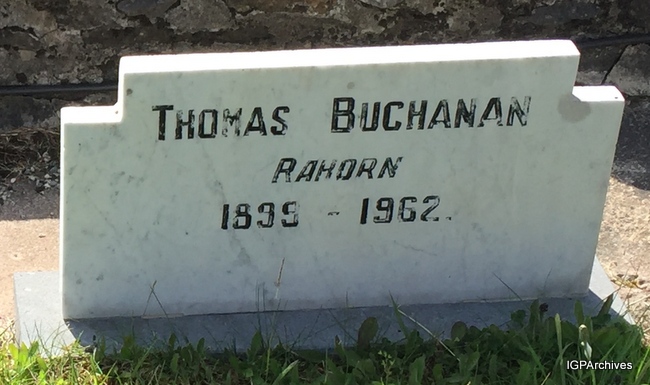 THOMAS BUCHANAN
RAHORN
1899 - 1962.
IGPArchives